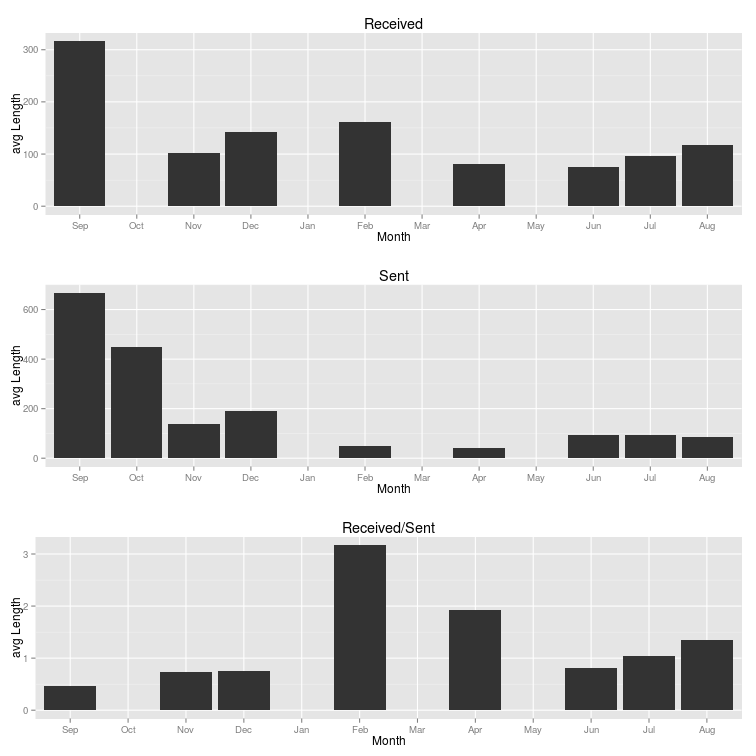 Received
300
200
100
0
avg Length
Sep Oct Nov Dec Jan Feb Mar Apr May Jun Jul Aug
Month
Sent
600
400
200
0
avg Length
Sep Oct Nov Dec Jan Feb Mar Apr May Jun Jul Aug
Month
Received/Sent
3
2
1
0
avg Length
Sep Oct Nov Dec Jan Feb Mar Apr May Jun Jul Aug
Month